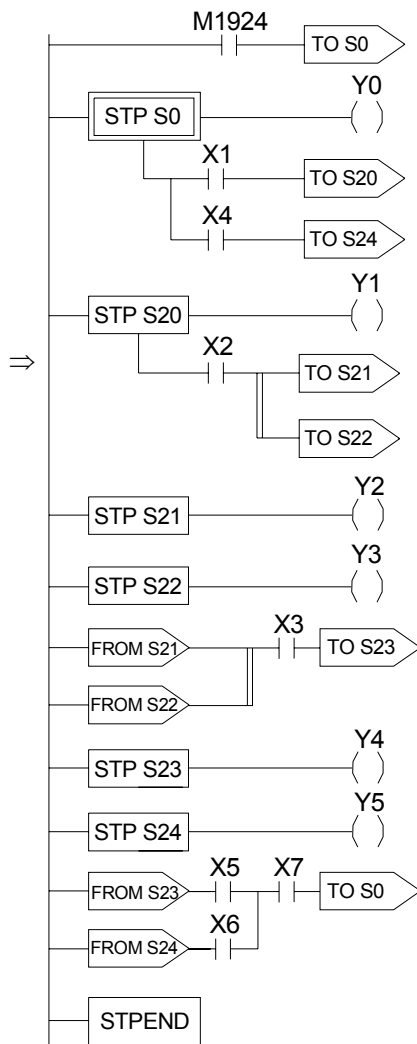 M1924
TO S0
Y0
STP S0
X1
TO S20
X4
TO S24
Y1
STP S20
X2
⇒
TO S21
TO S22
Y2
STP S21
Y3
STP S22
X3
FROM S21
TO S23
FROM S22
Y4
STP S23
Y5
STP S24
X5 X7
FROM S23
TO S0
X6
FROM S24
STPEND